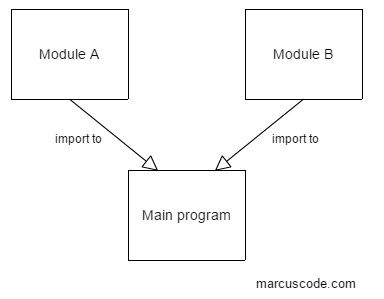 Module A
Module B
import to
import to
Main program
marcuscode.com